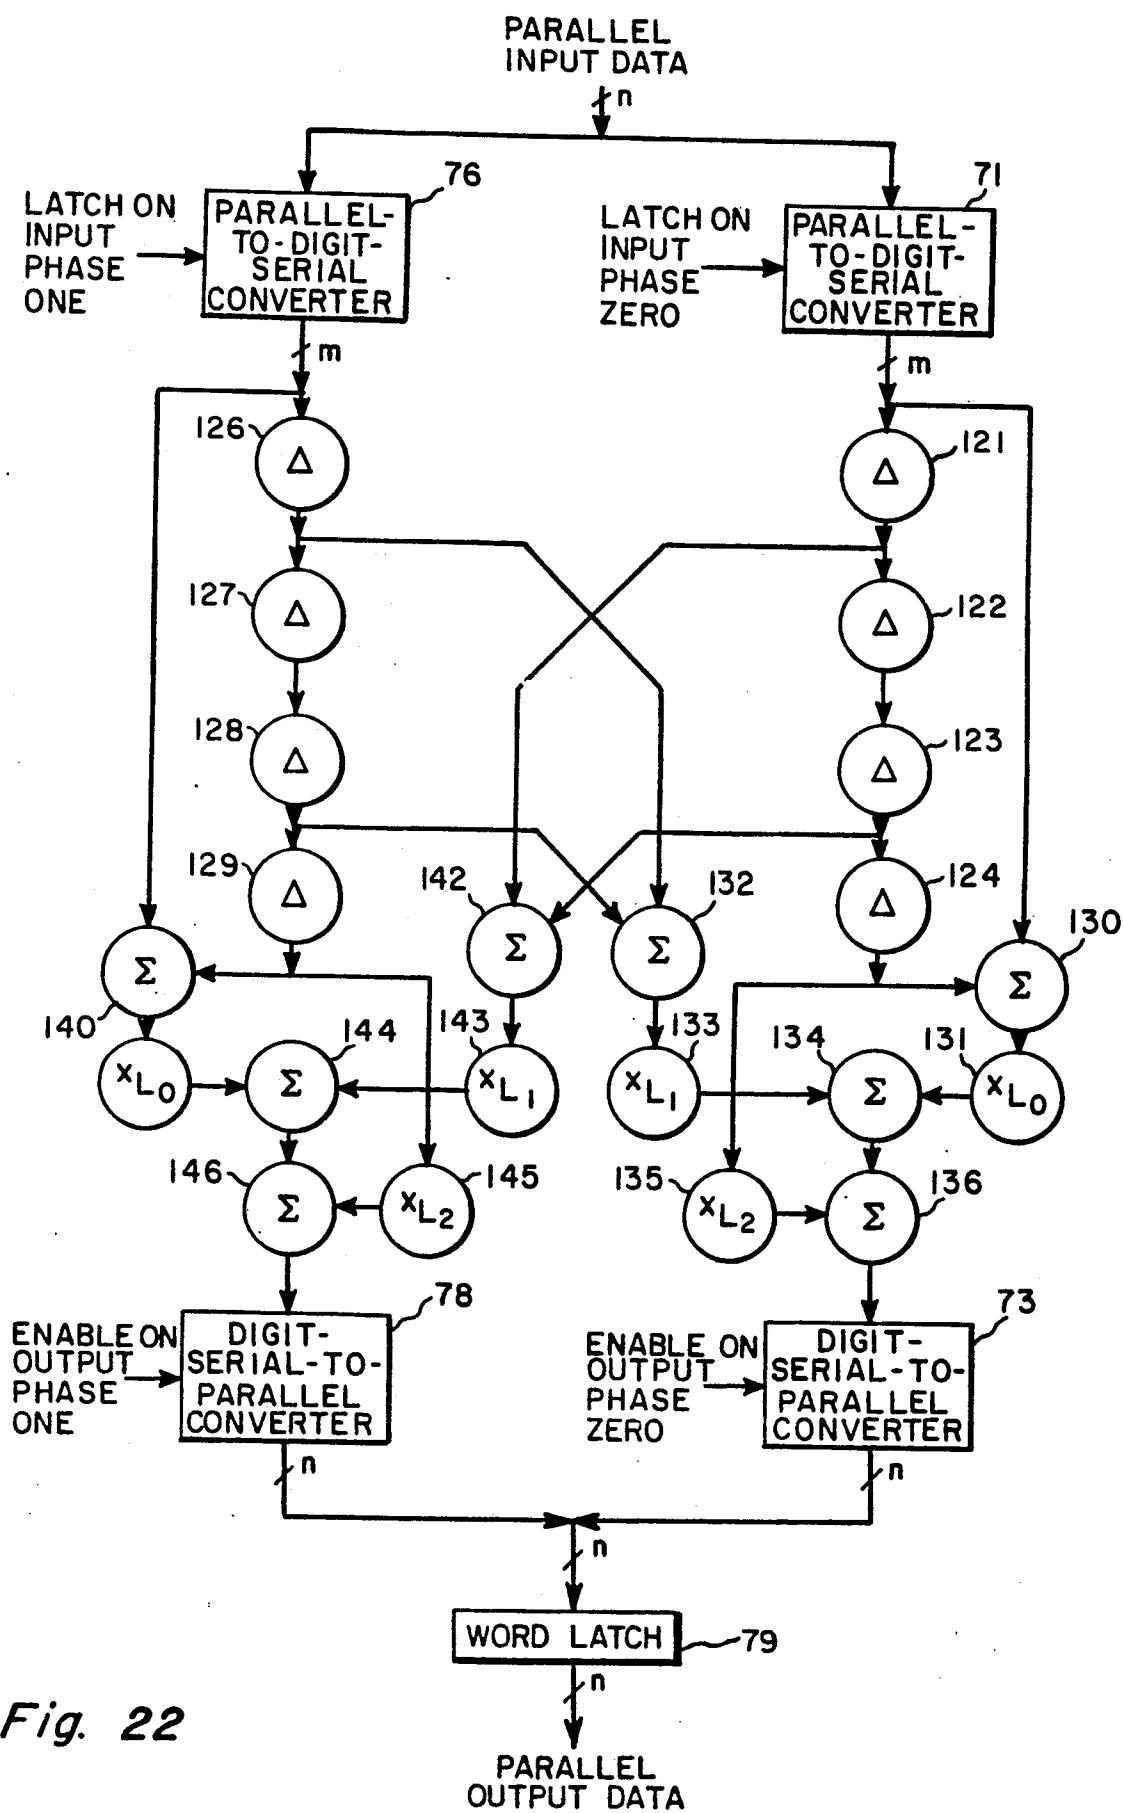 PARALLEL
INPUT DATA
n
76
71
LATCH ON
INPUT
PHASE
ONE
PARALLEL-
TO-DIGIT-
SERIAL
CONVERTER
LATCH ON
INPUT
PHASE
ZERO
PARALLEL-
TO-DIGIT-
SERIAL
CONVERTER
m
m
126
Δ
121
Δ
127
Δ
122
Δ
128
Δ
123
Δ
129
Δ
142
Σ
132
Σ
124
Δ
130
Σ
140
Σ
144
Σ
143
XL1
133
XL1
134
Σ
131
XL0
XL0
146
Σ
145
XL2
135
XL2
136
Σ
78
73
ENABLE ON
OUTPUT
PHASE
ONE
DIGIT-
SERIAL-TO-
PARALLEL
CONVERTER
ENABLE ON
OUTPUT
PHASE
ZERO
DIGIT-
SERIAL-TO-
PARALLEL
CONVERTER
n
n
n
WORD LATCH
79
n
Fig. 22
PARALLEL
OUTPUT DATA